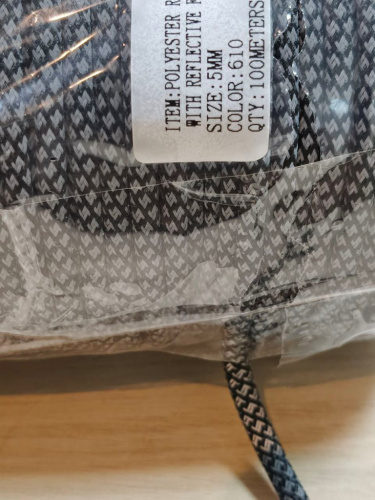 ITEM:POLYESTER
WITH REFLECTIVE
SIZE:5MM
COLOR:610
QTY:100METERS